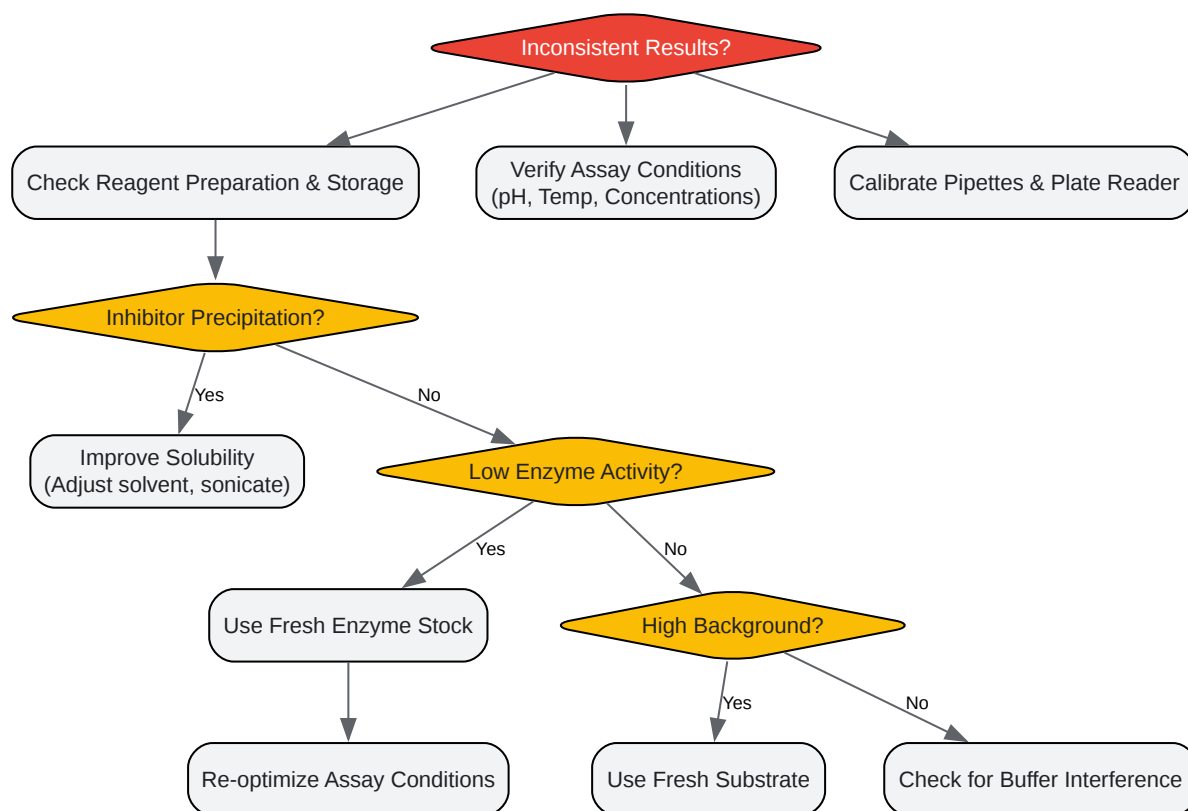 Inconsistent Results?
Check Reagent Preparation & Storage
Verify Assay Conditions
(pH, Temp, Concentrations)
Calibrate Pipettes & Plate Reader
Inhibitor Precipitation?
Yes
No
Improve Solubility
(Adjust solvent, sonicate)
Low Enzyme Activity?
Yes
No
Use Fresh Enzyme Stock
High Background?
Yes
No
Re-optimize Assay Conditions
Use Fresh Substrate
Check for Buffer Interference